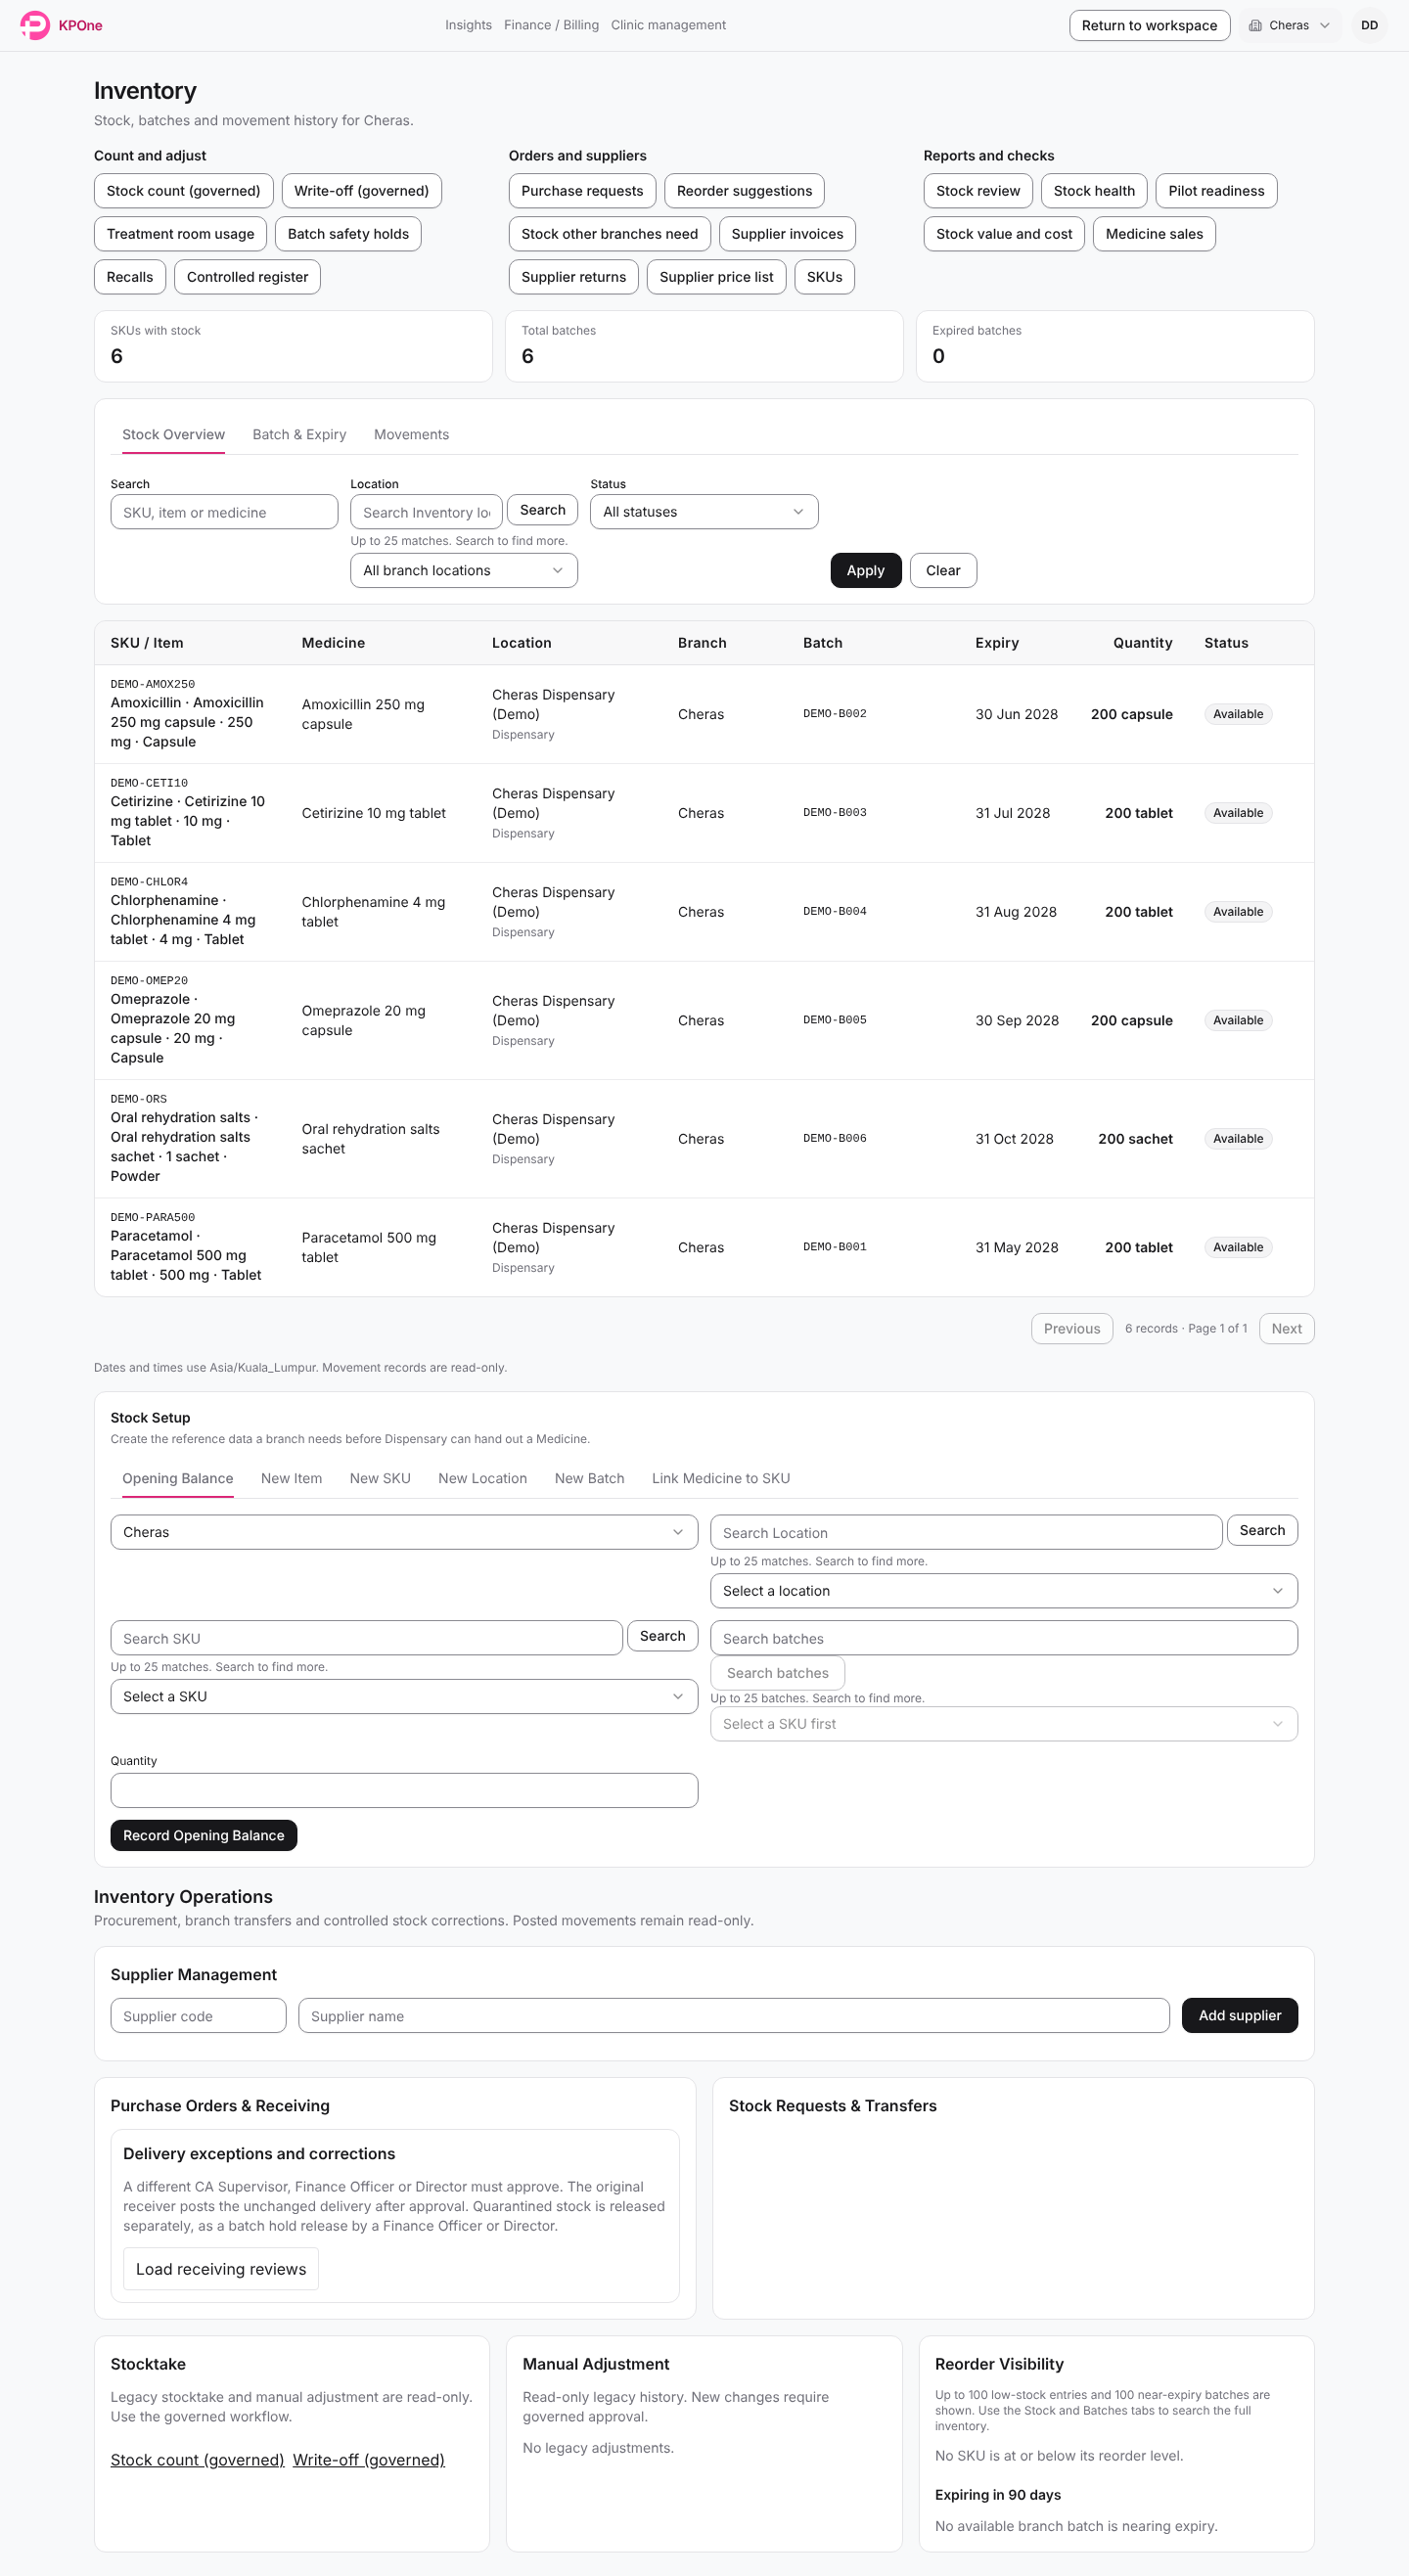 KPOne
Insights Finance / Billing Clinic management
Return to workspace
Cheras
DD
Inventory
Stock, batches and movement history for Cheras.
Count and adjust
Stock count (governed) Write-off (governed)
Treatment room usage Batch safety holds
Recalls Controlled register
Orders and suppliers
Purchase requests Reorder suggestions
Stock other branches need Supplier invoices
Supplier returns Supplier price list SKUs
Reports and checks
Stock review Stock health Pilot readiness
Stock value and cost Medicine sales
SKUs with stock
6
Total batches
6
Expired batches
0
Stock Overview Batch & Expiry Movements
Search
SKU, item or medicine
Location
Search Inventory lo
Search
Up to 25 matches. Search to find more.
All branch locations
Status
All statuses
Apply Clear
SKU / Item Medicine Location Branch Batch Expiry Quantity Status
DEMO-AMOX250
Amoxicillin · Amoxicillin
250 mg capsule · 250
mg · Capsule
Amoxicillin 250 mg
capsule
Cheras Dispensary
(Demo)
Dispensary
Cheras
DEMO-B002
30 Jun 2028
200 capsule
Available
DEMO-CETI10
Cetirizine · Cetirizine 10
mg tablet · 10 mg ·
Tablet
Cetirizine 10 mg tablet
Cheras Dispensary
(Demo)
Dispensary
Cheras
DEMO-B003
31 Jul 2028
200 tablet
Available
DEMO-CHLOR4
Chlorphenamine ·
Chlorphenamine 4 mg
tablet · 4 mg · Tablet
Chlorphenamine 4 mg
tablet
Cheras Dispensary
(Demo)
Dispensary
Cheras
DEMO-B004
31 Aug 2028
200 tablet
Available
DEMO-OMEP20
Omeprazole ·
Omeprazole 20 mg
capsule · 20 mg ·
Capsule
Omeprazole 20 mg
capsule
Cheras Dispensary
(Demo)
Dispensary
Cheras
DEMO-B005
30 Sep 2028
200 capsule
Available
DEMO-ORS
Oral rehydration salts ·
Oral rehydration salts
sachet · 1 sachet ·
Powder
Oral rehydration salts
sachet
Cheras Dispensary
(Demo)
Dispensary
Cheras
DEMO-B006
31 Oct 2028
200 sachet
Available
DEMO-PARA500
Paracetamol ·
Paracetamol 500 mg
tablet · 500 mg · Tablet
Paracetamol 500 mg
tablet
Cheras Dispensary
(Demo)
Dispensary
Cheras
DEMO-B001
31 May 2028
200 tablet
Available
Previous 6 records · Page 1 of 1 Next
Dates and times use Asia/Kuala_Lumpur. Movement records are read-only.
Stock Setup
Create the reference data a branch needs before Dispensary can hand out a Medicine.
Opening Balance New Item New SKU New Location New Batch Link Medicine to SKU
Cheras
Search Location
Search
Up to 25 matches. Search to find more.
Select a location
Search SKU
Search
Up to 25 matches. Search to find more.
Select a SKU
Search batches
Search batches
Up to 25 batches. Search to find more.
Select a SKU first
Quantity
Record Opening Balance
Inventory Operations
Procurement, branch transfers and controlled stock corrections. Posted movements remain read-only.
Supplier Management
Supplier code
Supplier name
Add supplier
Purchase Orders & Receiving
Delivery exceptions and corrections
A different CA Supervisor, Finance Officer or Director must approve. The original
receiver posts the unchanged delivery after approval. Quarantined stock is released
separately, as a batch hold release by a Finance Officer or Director.
Load receiving reviews
Stock Requests & Transfers
Stocktake
Legacy stocktake and manual adjustment are read-only.
Use the governed workflow.
Stock count (governed) Write-off (governed)
Manual Adjustment
Read-only legacy history. New changes require
governed approval.
No legacy adjustments.
Reorder Visibility
Up to 100 low-stock entries and 100 near-expiry batches are
shown. Use the Stock and Batches tabs to search the full
inventory.
No SKU is at or below its reorder level.
Expiring in 90 days
No available branch batch is nearing expiry.